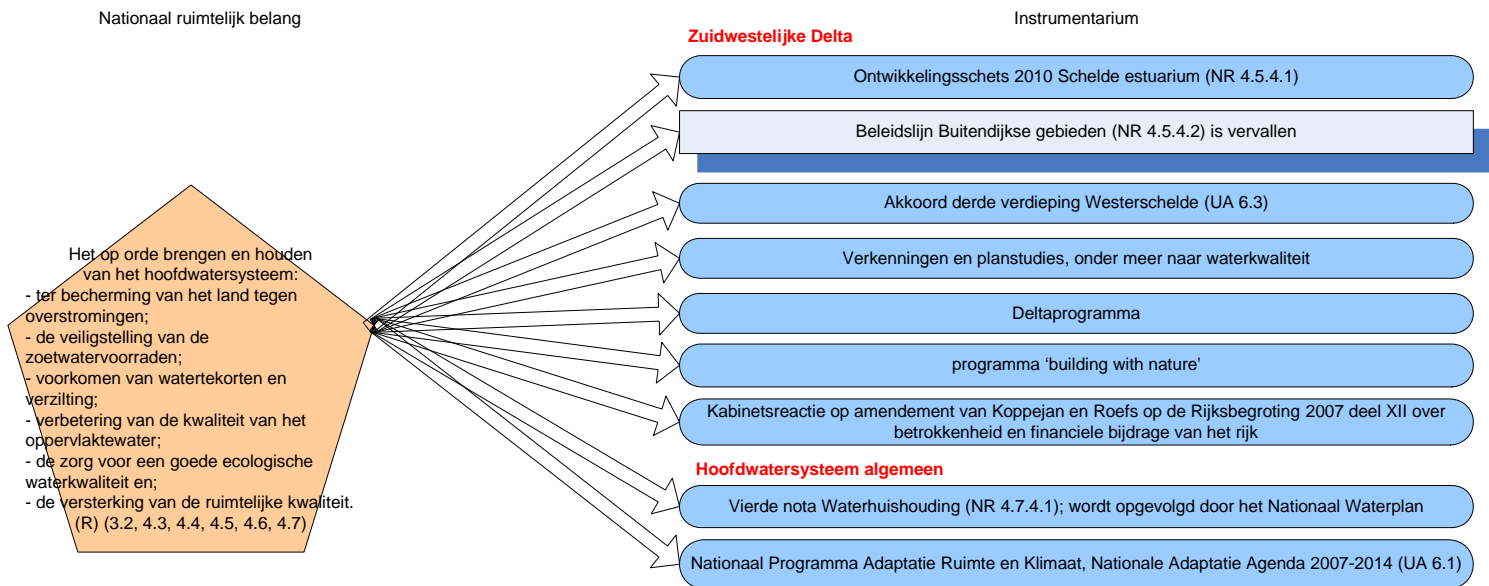 Nationaal ruimtelijk belang
Instrumentarium
Zuidwestelijke Delta
Ontwikkelingsschets 2010 Schelde estuarium (NR 4.5.4.1)
Beleidslijn Buitendijkse gebieden (NR 4.5.4.2) is vervallen
Akkoord derde verdieping Westerschelde (UA 6.3)
Verkenningen en planstudies, onder meer naar waterkwaliteit
Deltaprogramma
programma ‘building with nature’
Kabinetsreactie op amendement van Koppejan en Roefs op de Rijksbegroting 2007 deel XII over
betrokkenheid en financiele bijdrage van het rijk
Hoofdwatersysteem algemeen
Vierde nota Waterhuishouding (NR 4.7.4.1); wordt opgevolgd door het Nationaal Waterplan
Nationaal Programma Adaptatie Ruimte en Klimaat, Nationale Adaptatie Agenda 2007-2014 (UA 6.1)
Het op orde brengen en houden
van het hoofdwatersysteem:
- ter becherming van het land tegen
overstromingen;
- de veiligstelling van de
zoetwatervoorraden;
- voorkomen van watertekorten en
verzilting;
- verbetering van de kwaliteit van het
oppervlaktewater;
- de zorg voor een goede ecologische
waterkwaliteit en;
- de versterking van de ruimtelijke kwaliteit.
(R) (3.2, 4.3, 4.4, 4.5, 4.6, 4.7)